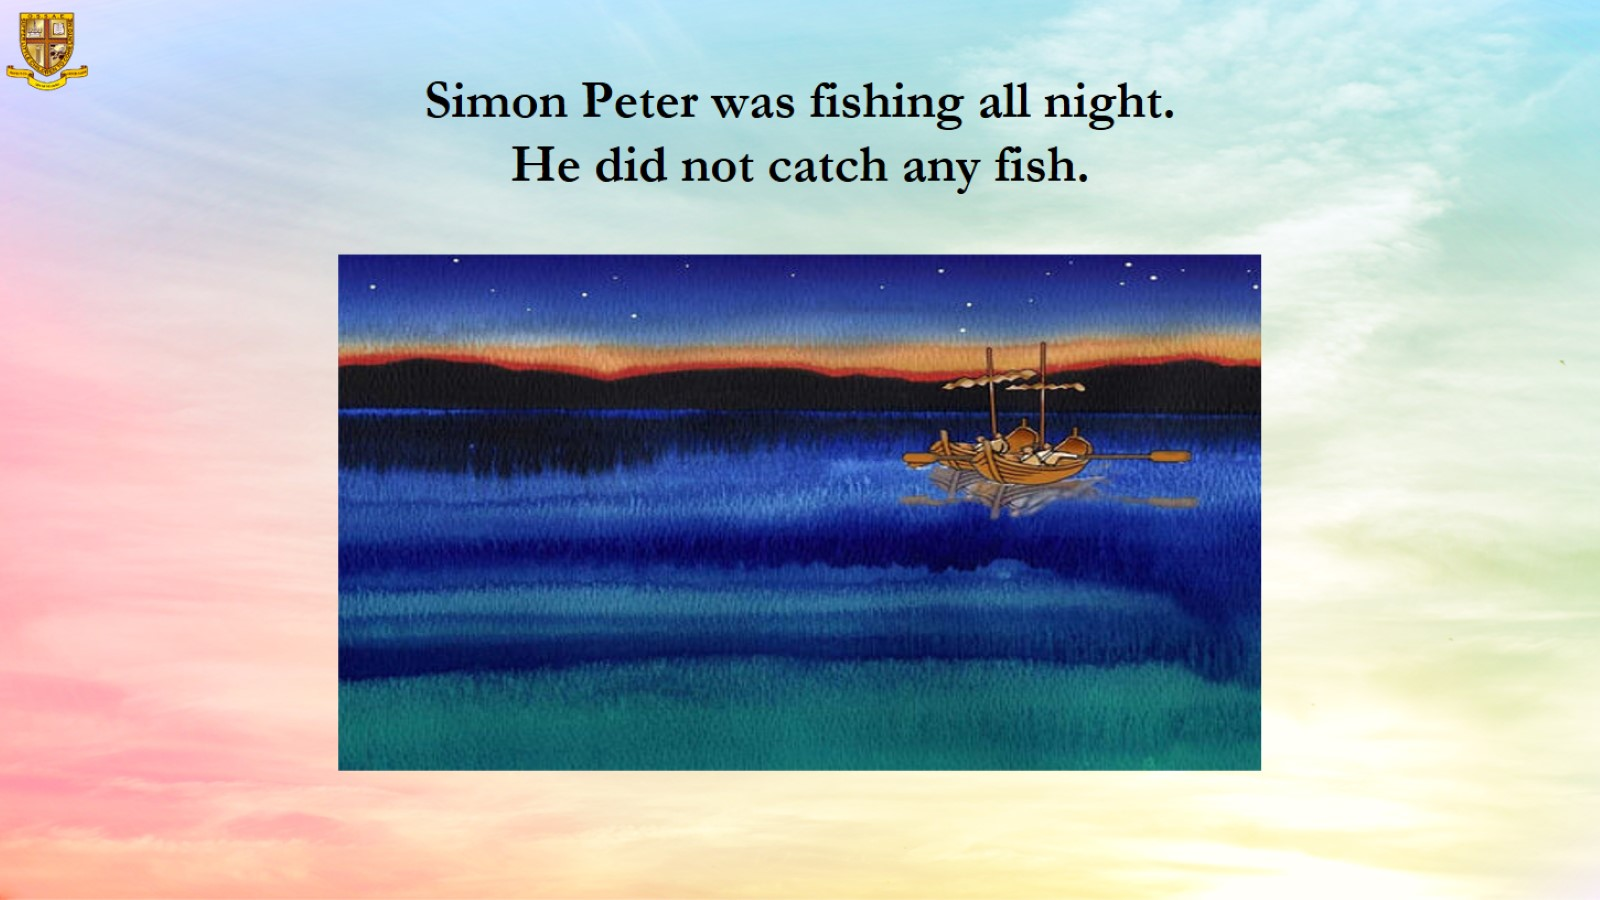 Simon Peter was fishing all night.
He did not catch any fish.